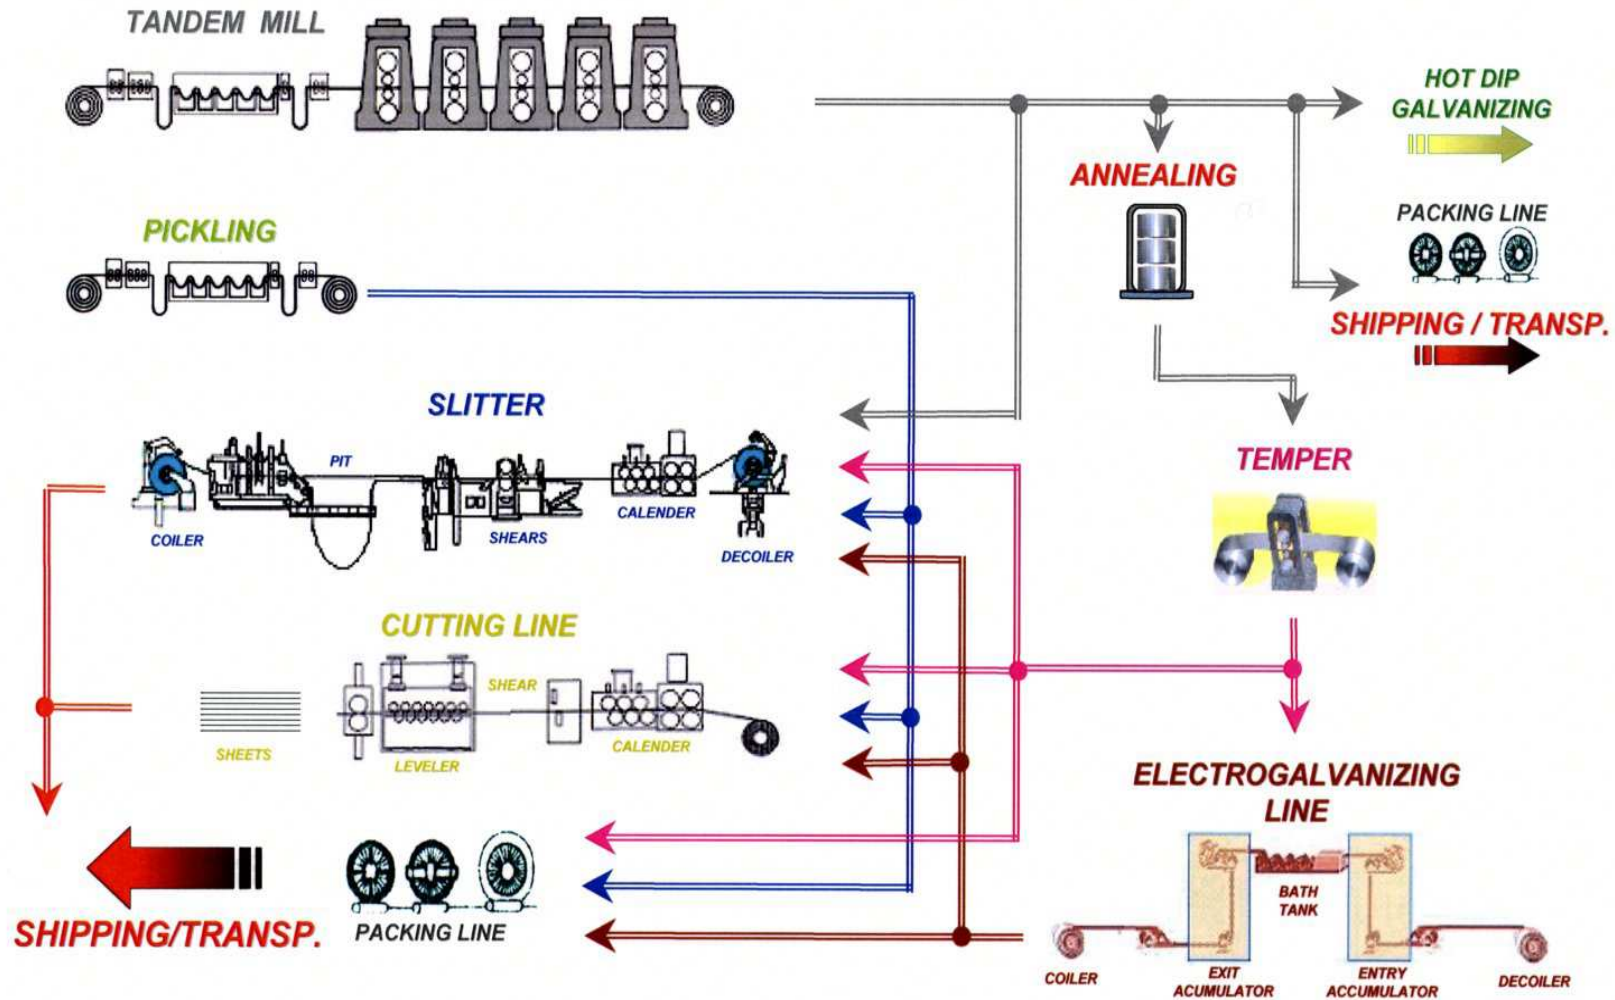 TANDEM MILL
HOT DIP
GALVANIZING
ANNEALING
PACKING LINE
PICKLING
SHIPPING / TRANSP.
SLITTER
TEMPER
PIT
COILER
SHEARS
CALENDER
DECOILER
CUTTING LINE
SHEAR
SHEETS
LEVELER
CALENDER
ELECTROGALVANIZING
LINE
BATH
TANK
SHIPPING/TRANSP.
PACKING LINE
COILER
EXIT
ACUMULATOR
ENTRY
ACCUMULATOR
DECOILER